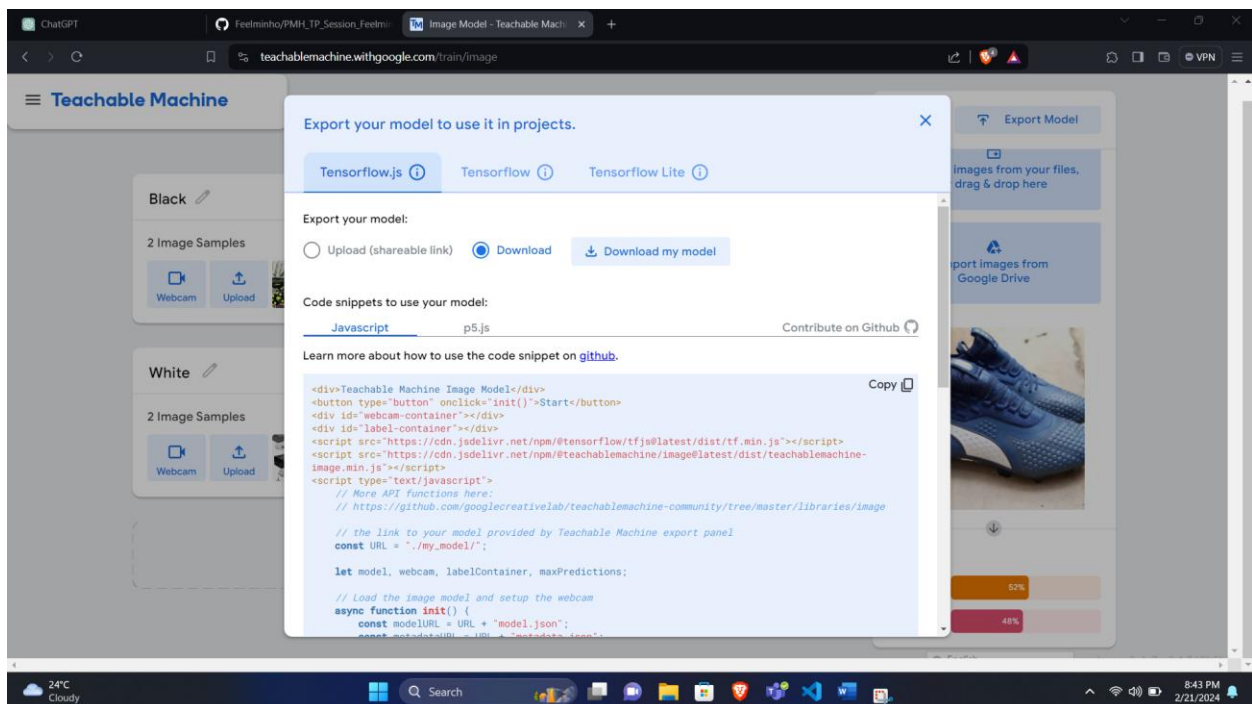 ChatGPT
Feelminho/PMH_TP_Session_Feelmin
Image Model - Teachable Mach
teachablemachine.withgoogle.com/train/image
VPN
Teachable Machine
Export your model to use it in projects.
Export Model
Tensorflow.js
Tensorflow
Tensorflow Lite
images from your files,
drag & drop here
Black
Export your model:
2 Image Samples
Upload (shareable link)
Download
Download my model
port images from
Google Drive
Webcam
Upload
Code snippets to use your model:
Javascript
p5.js
Contribute on Github
Learn more about how to use the code snippet on github.
White
2 Image Samples
Webcam
Upload
Copy
<div>Teachable Machine Image Model</div>
<button type="button" onclick="init()">Start</button>
<div id="webcam-container"></div>
<div id="label-container"></div>
<script src="https://cdn.jsdelivr.net/npm/@tensorflow/tfjs@latest/dist/tf.min.js"></script>
<script src="https://cdn.jsdelivr.net/npm/@teachablemachine/image@latest/dist/teachablemachine-
image.min.js"></script>
<script type="text/javascript">
// More API functions here:
// https://github.com/googlecreativelab/teachablemachine-community/tree/master/libraries/image
// the link to your model provided by Teachable Machine export panel
const URL = "./my_model/";
let model, webcam, labelContainer, maxPredictions;
// Load the image model and setup the webcam
async function init() {
const modelURL = URL + "model.json";
const metadataURL = URL + "metadata.json";
52%
48%
English
24°C
Cloudy
Search
8:43 PM
2/21/2024